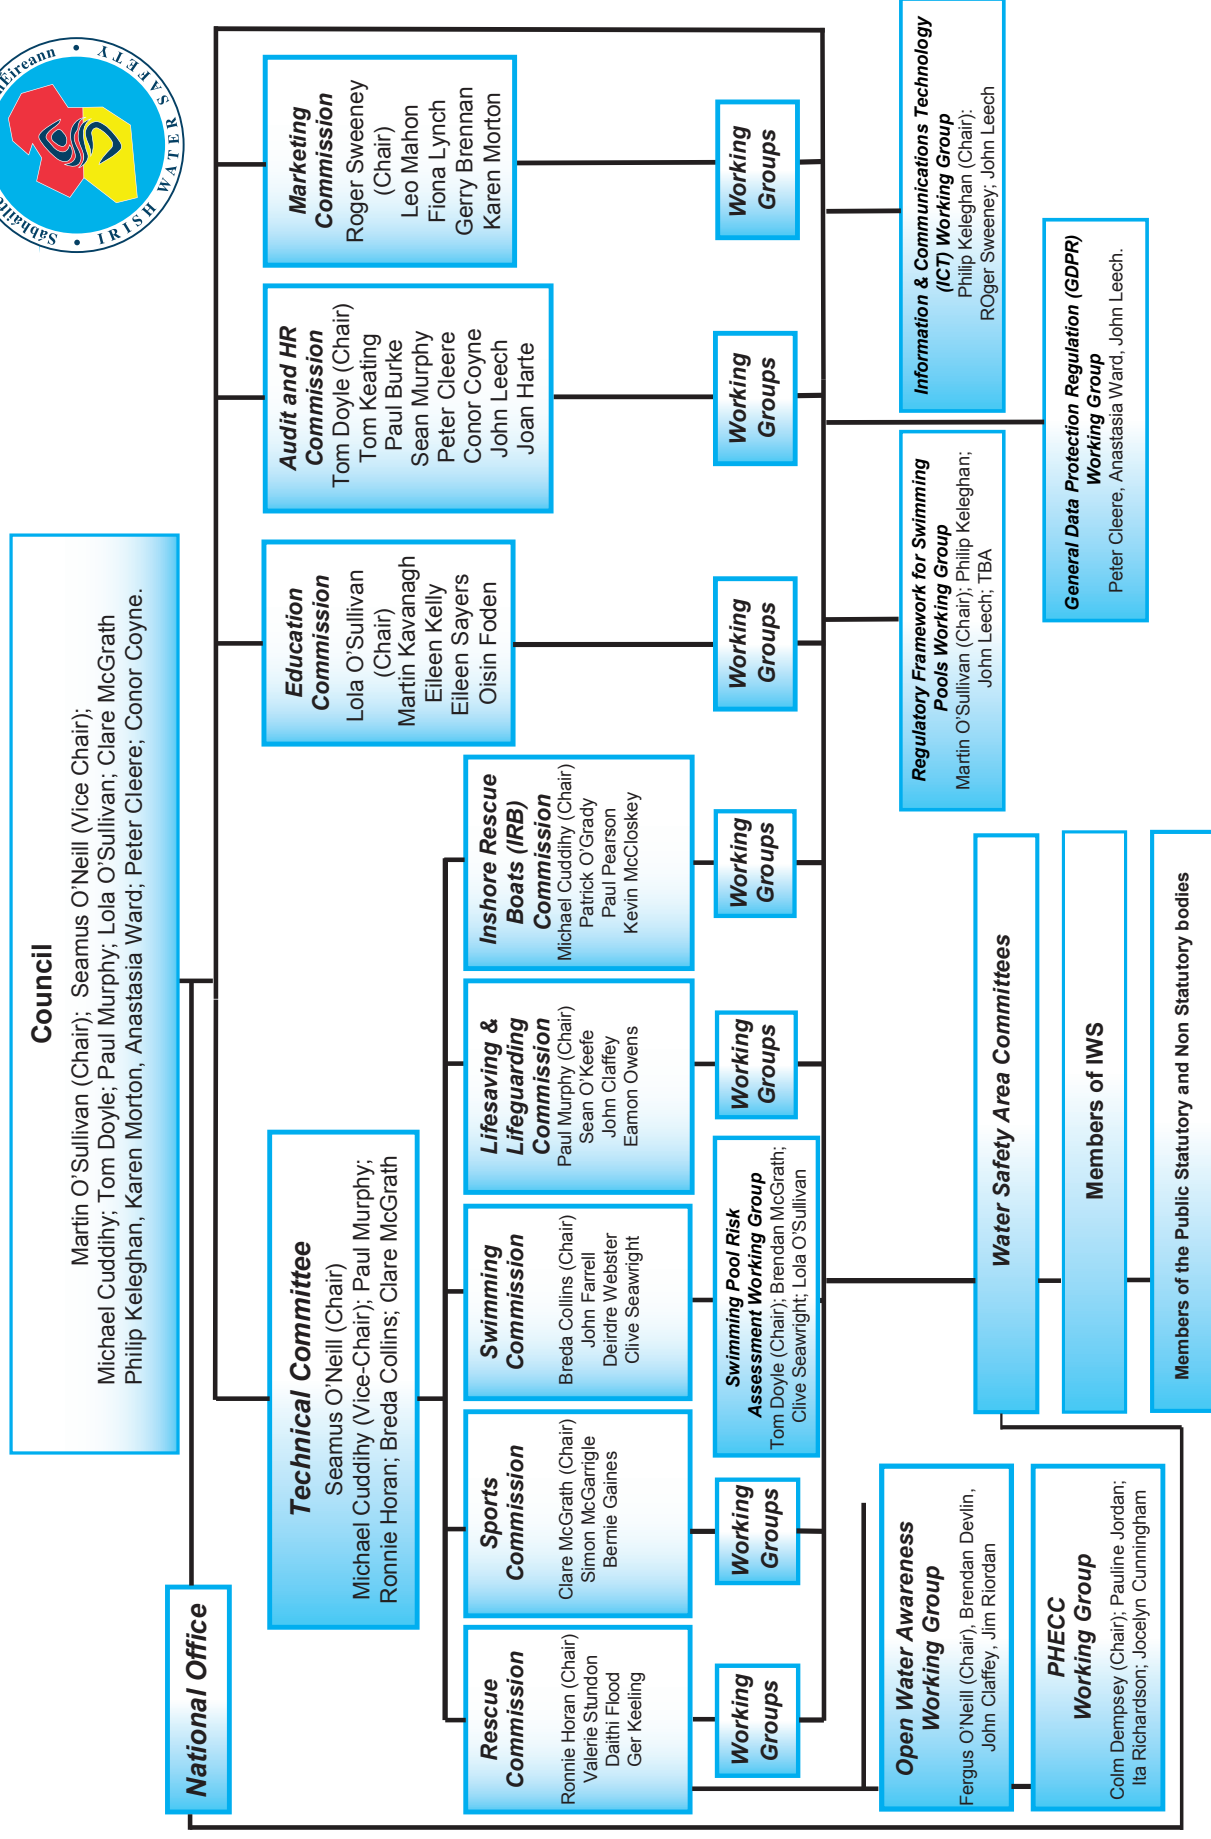 Sábháilte
Éireann
IRISH WATER SAFETY
Council
Martin O'Sullivan (Chair); Seamus O'Neill (Vice Chair);
Michael Cuddihy; Tom Doyle; Paul Murphy; Lola O'Sullivan; Clare McGrath
Philip Keleghan, Karen Morton, Anastasia Ward; Peter Cleere; Conor Coyne.
National Office
Technical Committee
Seamus O'Neill (Chair)
Michael Cuddihy (Vice-Chair); Paul Murphy;
Ronnie Horan; Breda Collins; Clare McGrath
Education
Commission
Lola O'Sullivan
(Chair)
Martin Kavanagh
Eileen Kelly
Eileen Sayers
Oisin Foden
Audit and HR
Commission
Tom Doyle (Chair)
Tom Keating
Paul Burke
Sean Murphy
Peter Cleere
Conor Coyne
John Leech
Joan Harte
Marketing
Commission
Roger Sweeney
(Chair)
Leo Mahon
Fiona Lynch
Gerry Brennan
Karen Morton
Rescue
Commission
Ronnie Horan (Chair)
Valerie Stundon
Daithi Flood
Ger Keeling
Sports
Commission
Clare McGrath (Chair)
Simon McGarrigle
Bernie Gaines
Swimming
Commission
Breda Collins (Chair)
John Farrell
Deirdre Webster
Clive Seawright
Lifesaving &
Lifeguarding
Commission
Paul Murphy (Chair)
Sean O'Keefe
John Claffey
Eamon Owens
Inshore Rescue
Boats (IRB)
Commission
Michael Cuddihy (Chair)
Patrick O'Grady
Paul Pearson
Kevin McCloskey
Working
Groups
Working
Groups
Swimming Pool Risk
Assessment Working Group
Tom Doyle (Chair); Brendan McGrath;
Clive Seawright; Lola O'Sullivan
Working
Groups
Working
Groups
Working
Groups
Working
Groups
Working
Groups
Open Water Awareness
Working Group
Fergus O'Neill (Chair), Brendan Devlin,
John Claffey, Jim Riordan
PHECC
Working Group
Colm Dempsey (Chair); Pauline Jordan;
Ita Richardson; Jocelyn Cunningham
Water Safety Area Committees
Members of IWS
Members of the Public Statutory and Non Statutory bodies
Regulatory Framework for Swimming
Pools Working Group
Martin O'Sullivan (Chair); Philip Keleghan;
John Leech; TBA
Information & Communications Technology
(ICT) Working Group
Philip Keleghan (Chair):
ROger Sweeney; John Leech
General Data Protection Regulation (GDPR)
Working Group
Peter Cleere, Anastasia Ward, John Leech.